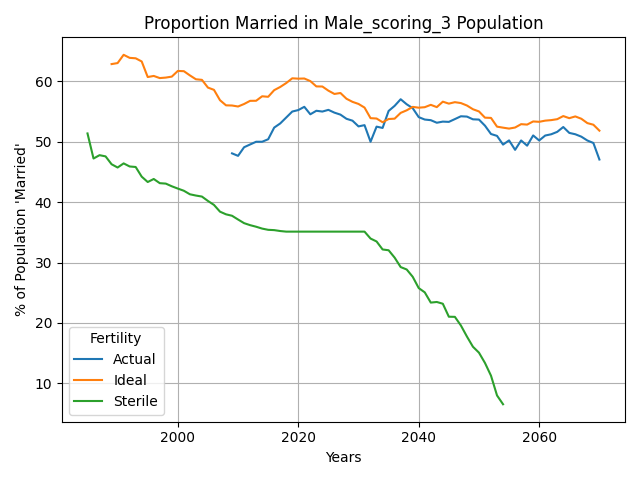 Proportion Married in Male_scoring_3 Population
% of Population 'Married'
60
50
40
30
20
10
Fertility
Actual
Ideal
Sterile
2000 2020 2040 2060
Years